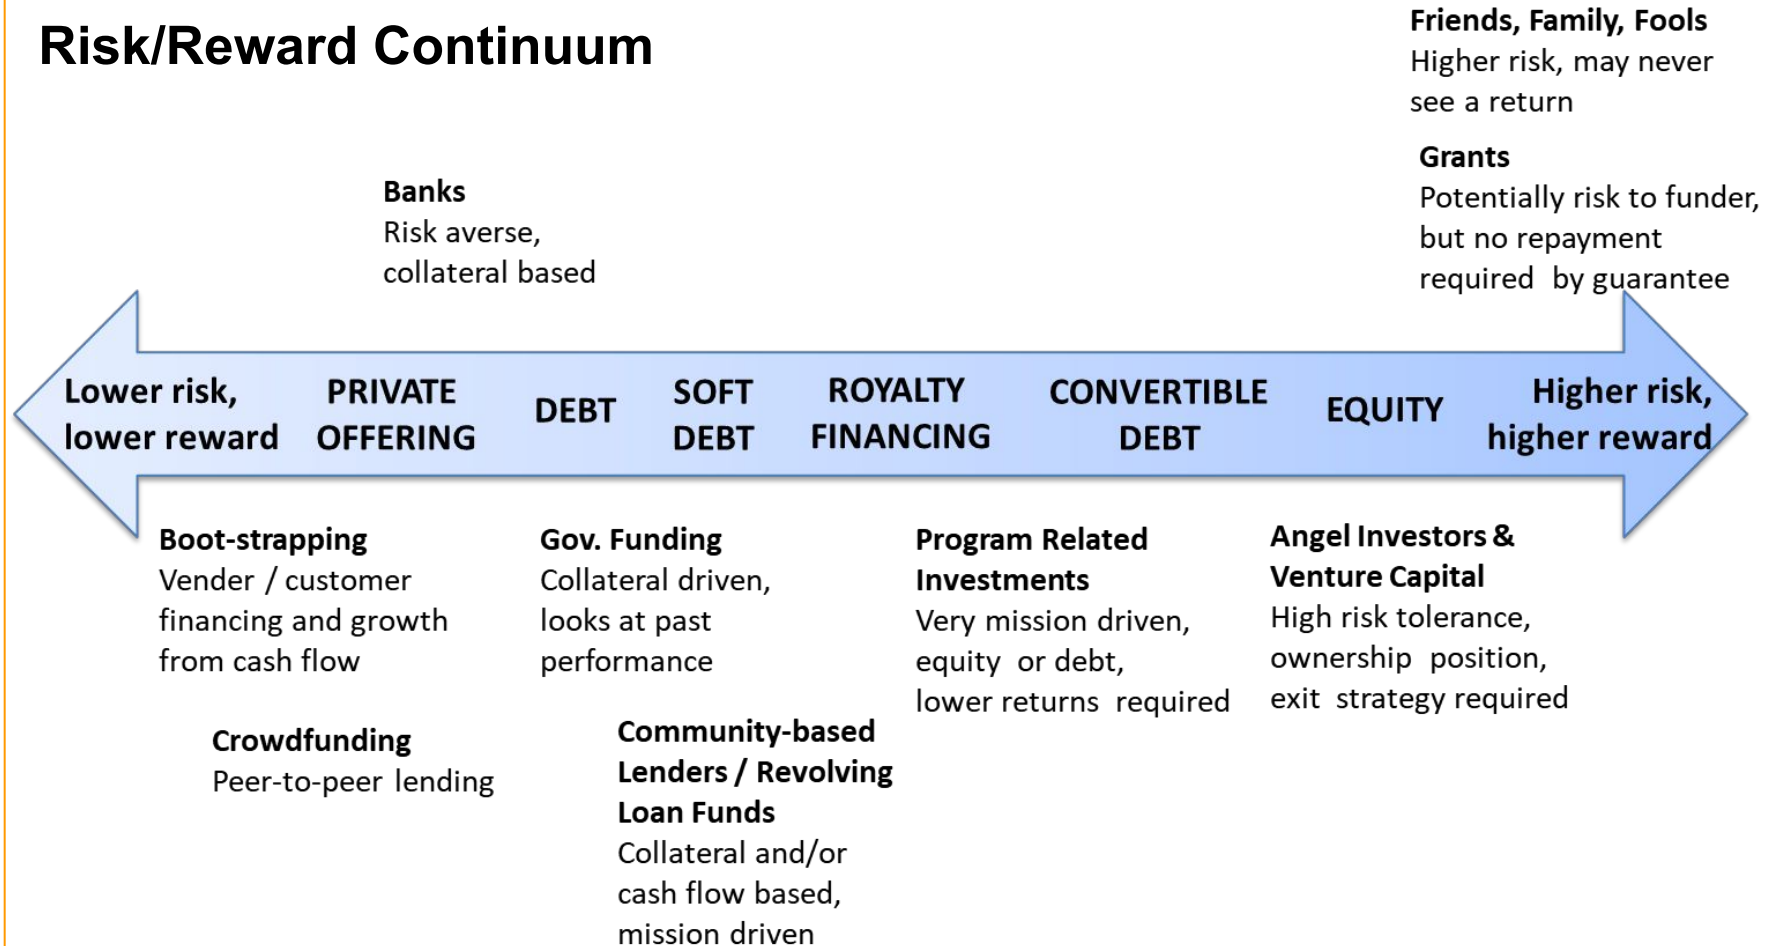 Risk/Reward Continuum
Friends, Family, Fools
Higher risk, may never
see a return
Grants
Potentially risk to funder,
but no repayment
required by guarantee
Banks
Risk averse,
collateral based
Lower risk,
lower reward
PRIVATE
OFFERING
DEBT
SOFT
DEBT
ROYALTY
FINANCING
CONVERTIBLE
DEBT
EQUITY
Higher risk,
higher reward
Boot-strapping
Vender / customer
financing and growth
from cash flow
Crowdfunding
Peer-to-peer lending
Gov. Funding
Collateral driven,
looks at past
performance
Community-based
Lenders / Revolving
Loan Funds
Collateral and/or
cash flow based,
mission driven
Program Related
Investments
Very mission driven,
equity or debt,
lower returns required
Angel Investors &
Venture Capital
High risk tolerance,
ownership position,
exit strategy required